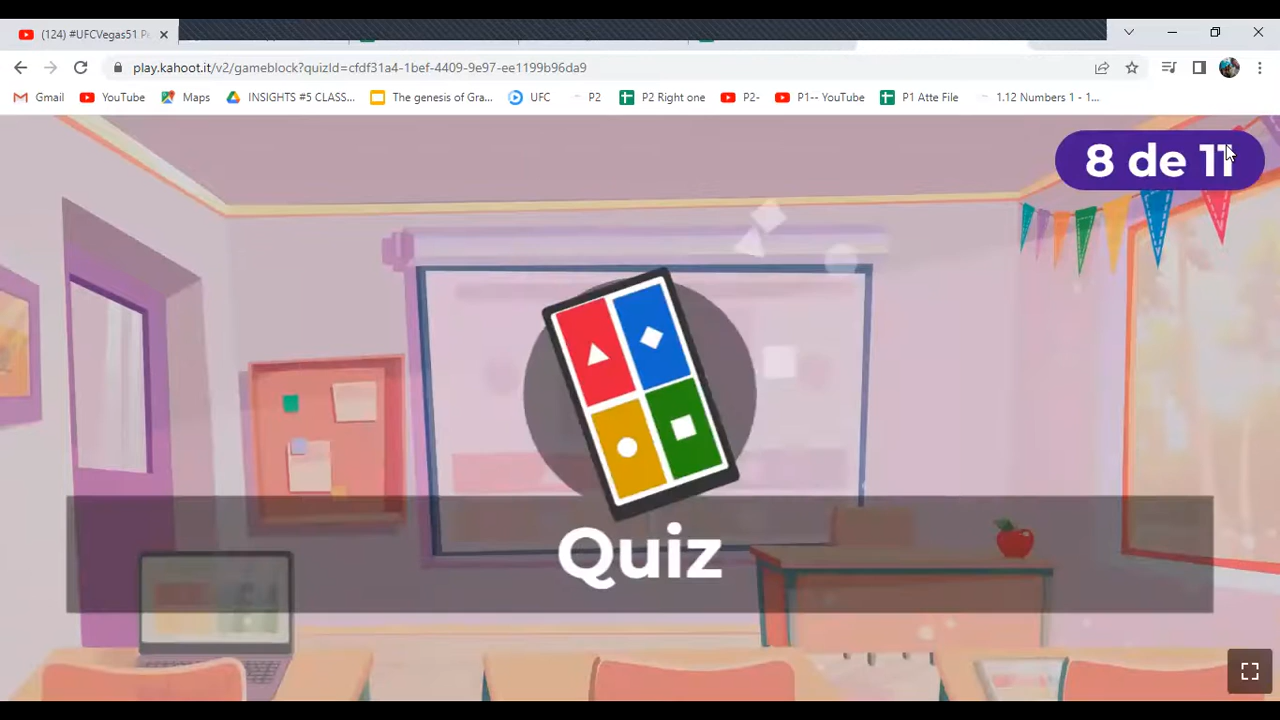 (124) #UFCVegas51
play.kahoot.it/v2/gameblock?quizId=cfdf31a4-1bef-4409-9e97-ee1199b96da9
Gmail YouTube Maps INSIGHTS #5 CLASS... The genesis of Gra... UFC P2 P2 Right one P2- P1-- YouTube P1 Atte File 1.12 Numbers 1 - 1...
8 de 11
Quiz